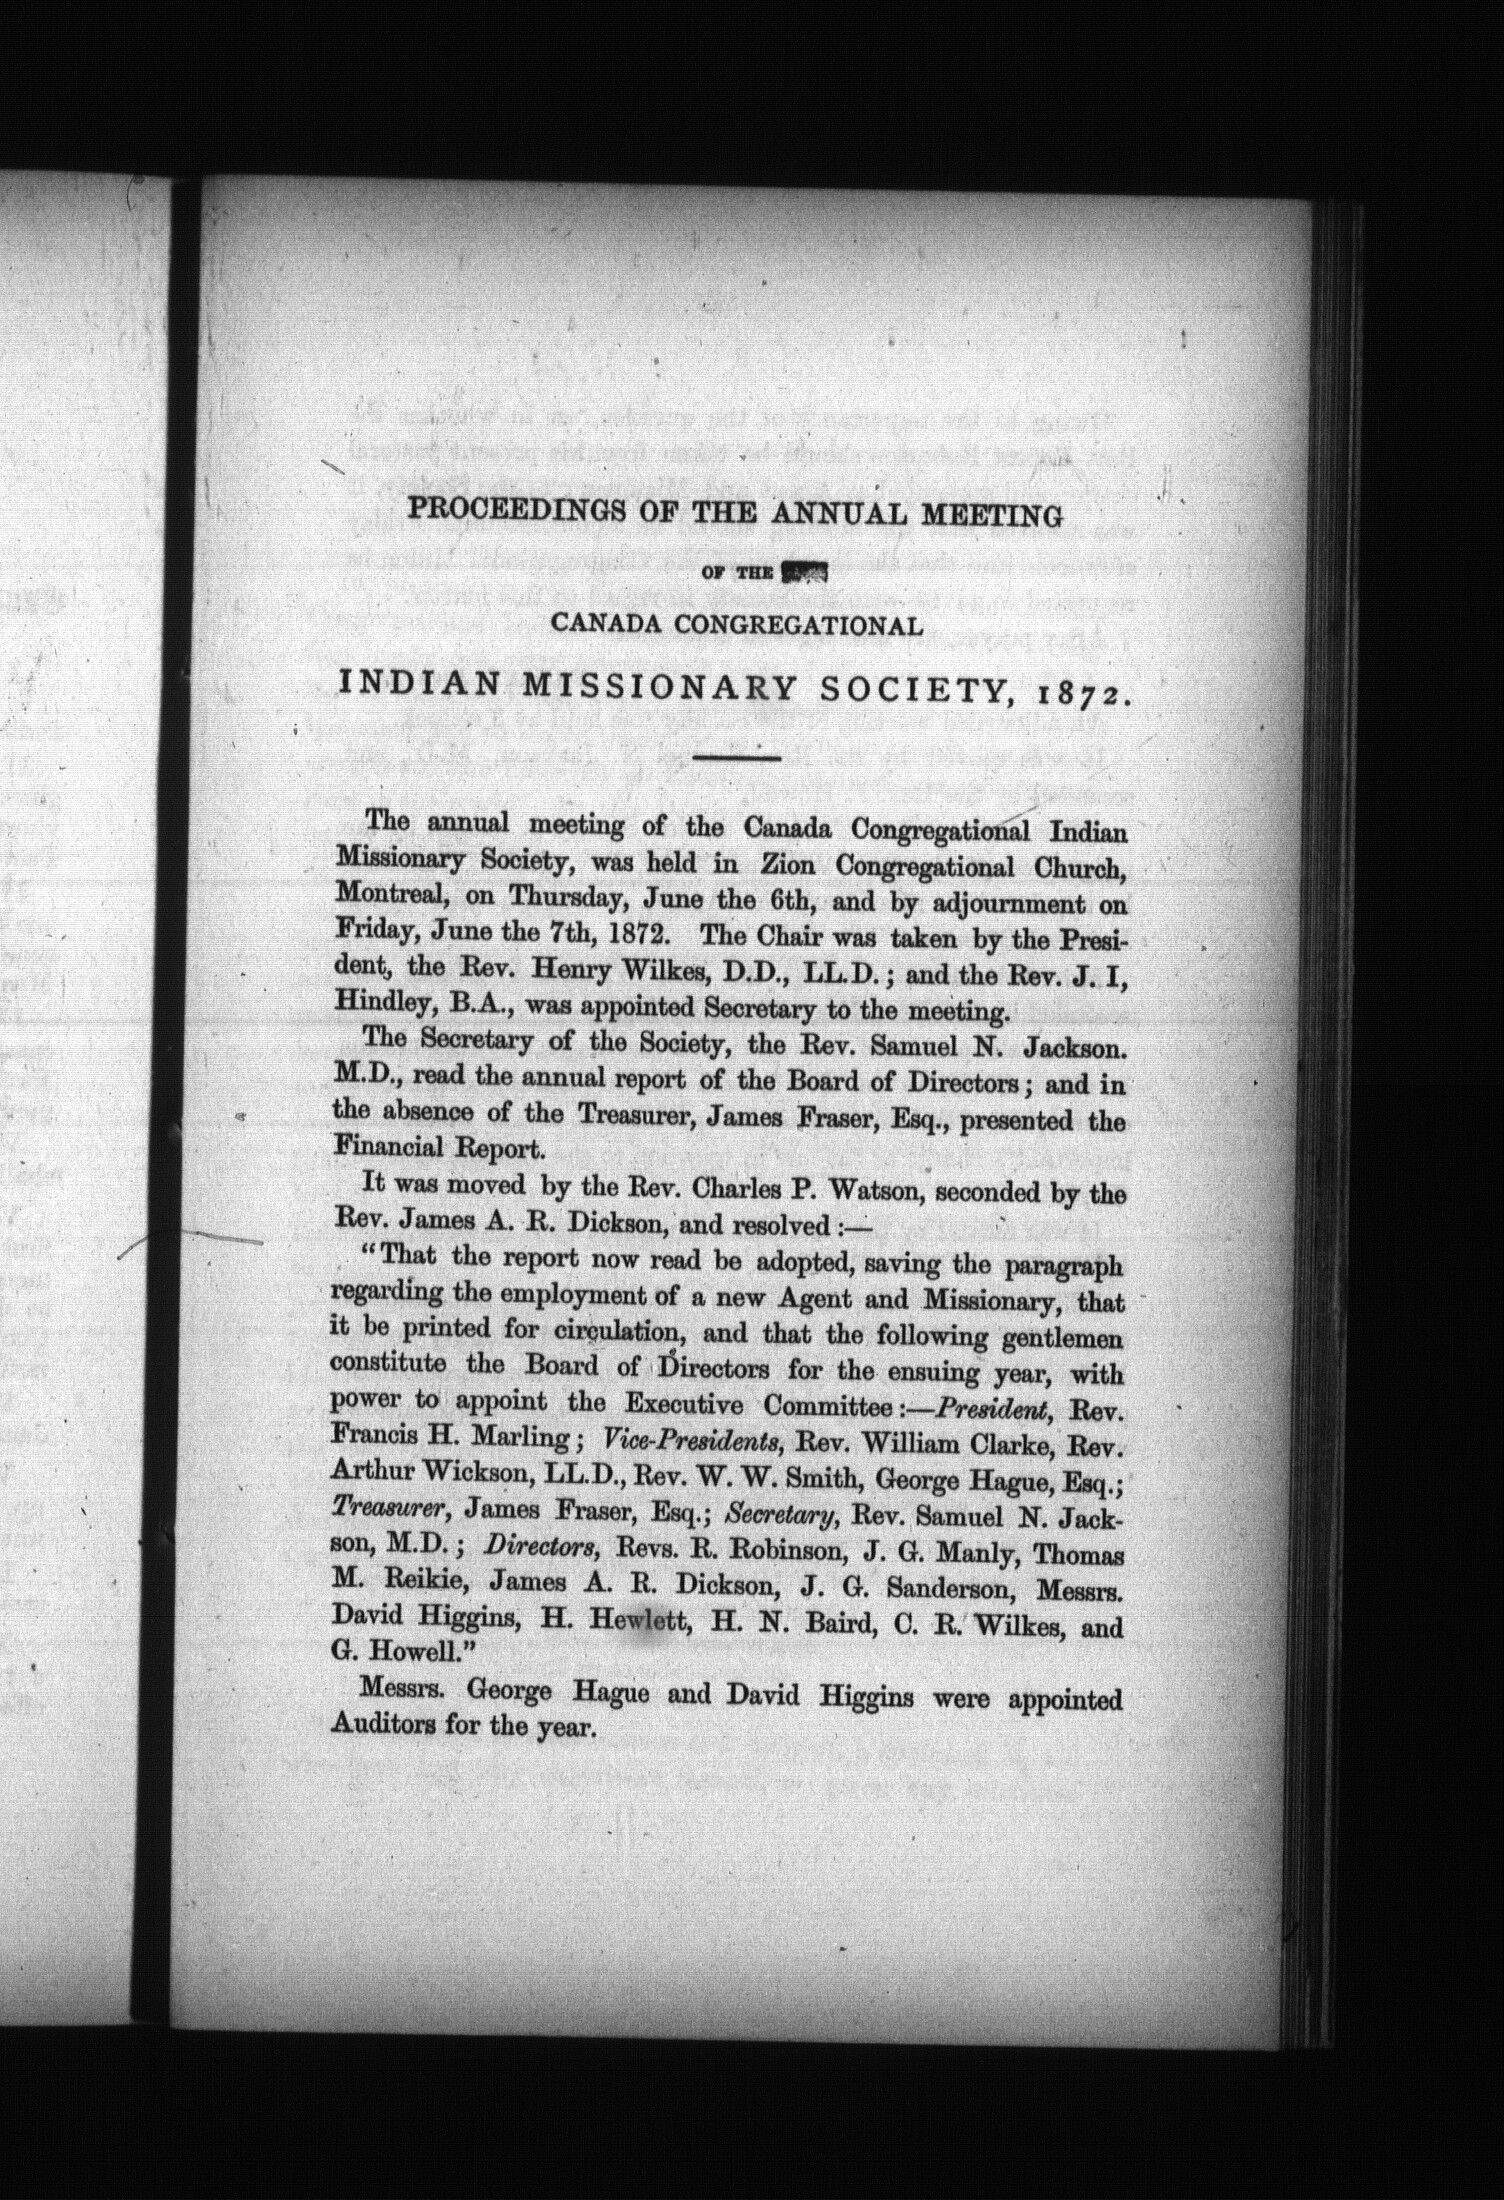 PROCEEDINGS OF THE ANNUAL MEETING
OF THE
CANADA CONGREGATIONAL
INDIAN MISSIONARY SOCIETY, 1872.
The annual meeting of the Canada Congregational Indian
Missionary Society, was held in Zion Congregational Church,
Montreal, on Thursday, June the 6th, and by adjournment on
Friday, June the 7th, 1872. The Chair was taken by the Presi-
dent, the Rev. Henry Wilkes, D.D., LL.D.; and the Rev. J. I,
Hindley, B.A., was appointed Secretary to the meeting.
The Secretary of the Society, the Rev. Samuel N. Jackson.
M.D., read the annual report of the Board of Directors; and in
the absence of the Treasurer, James Fraser, Esq., presented the
Financial Report.
It was moved by the Rev. Charles P. Watson, seconded by the
Rev. James A. R. Dickson, and resolved:—
"That the report now read be adopted, saving the paragraph
regarding the employment of a new Agent and Missionary, that
it be printed for circulation, and that the following gentlemen
constitute the Board of Directors for the ensuing year, with
power to appoint the Executive Committee:—President, Rev.
Francis H. Marling; Vice-Presidents, Rev. William Clarke, Rev.
Arthur Wickson, LL.D., Rev. W. W. Smith, George Hague, Esq.;
Treasurer, James Fraser, Esq.; Secretary, Rev. Samuel N. Jack-
son, M.D.; Directors, Revs. R. Robinson, J. G. Manly, Thomas
M. Reikie, James A. R. Dickson, J. G. Sanderson, Messrs.
David Higgins, H. Hewlett, H. N. Baird, C. R. Wilkes, and
G. Howell."
Messrs. George Hague and David Higgins were appointed
Auditors for the year.